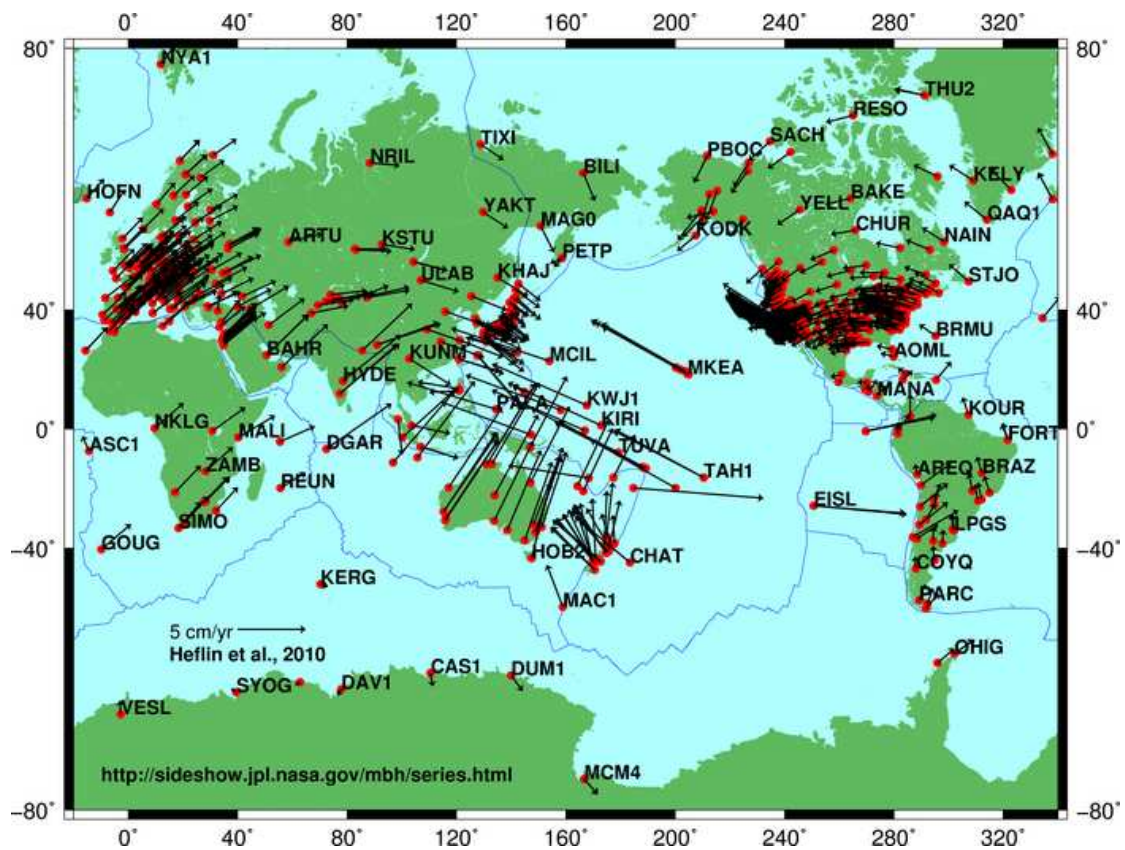 0° 40° 80° 120° 160° 200° 240° 280° 320°
80° 80°
NYA1
THU2
RESO
SACH
TIXI
PBOC
NRIL
BILI
KELY
HOFN
BAKE
YAKT
YELL
QAQ1
MAG0
KODK
CHUR
ARTU
KSTU
NAIN
PETP
ULAB
KHAJ
STJO
40° 40°
BRMU
BAHR
KUNM
MCIL
AOML
MKEA
HYDE
MANA
KWJ1
KOUR
NKLG
KIRI
0° MALI 0°
FORT
ASC1
DGAR
TUVA
ZAMB
TAH1
AREQ
BRAZ
REUN
EISL
SIMO
LPGS
GOUG
HOB2
CHAT
−40° −40°
COYQ
KERG
PARC
MAC1
5 cm/yr
Heflin et al., 2010
OHIG
CAS1
DUM1
SYOG
DAV1
VESL
http://sideshow.jpl.nasa.gov/mbh/series.html
MCM4
−80° −80°
0° 40° 80° 120° 160° 200° 240° 280° 320°